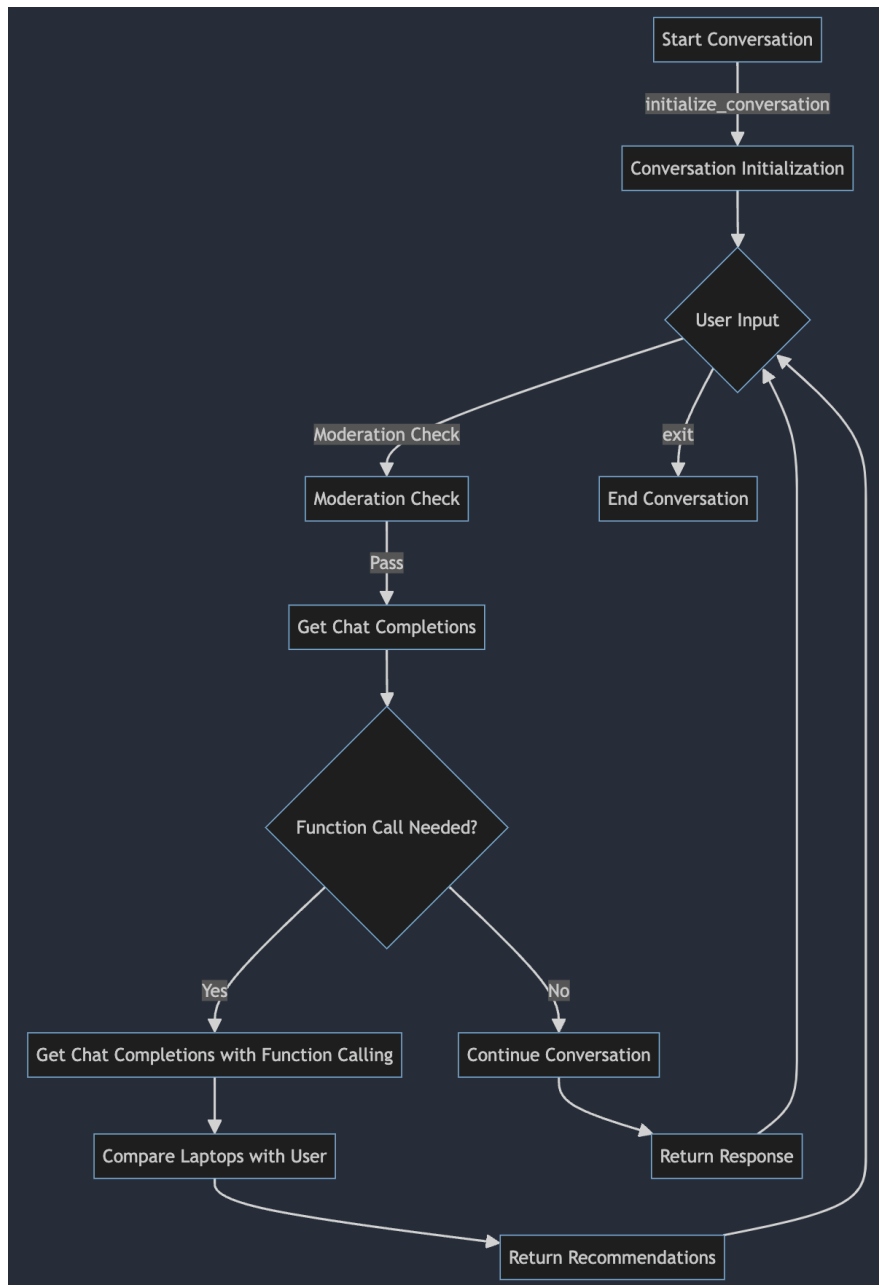 Start Conversation
initialize_conversation
Conversation Initialization
User Input
Moderation Check
exit
Moderation Check
End Conversation
Pass
Get Chat Completions
Function Call Needed?
Yes
No
Get Chat Completions with Function Calling
Continue Conversation
Compare Laptops with User
Return Response
Return Recommendations